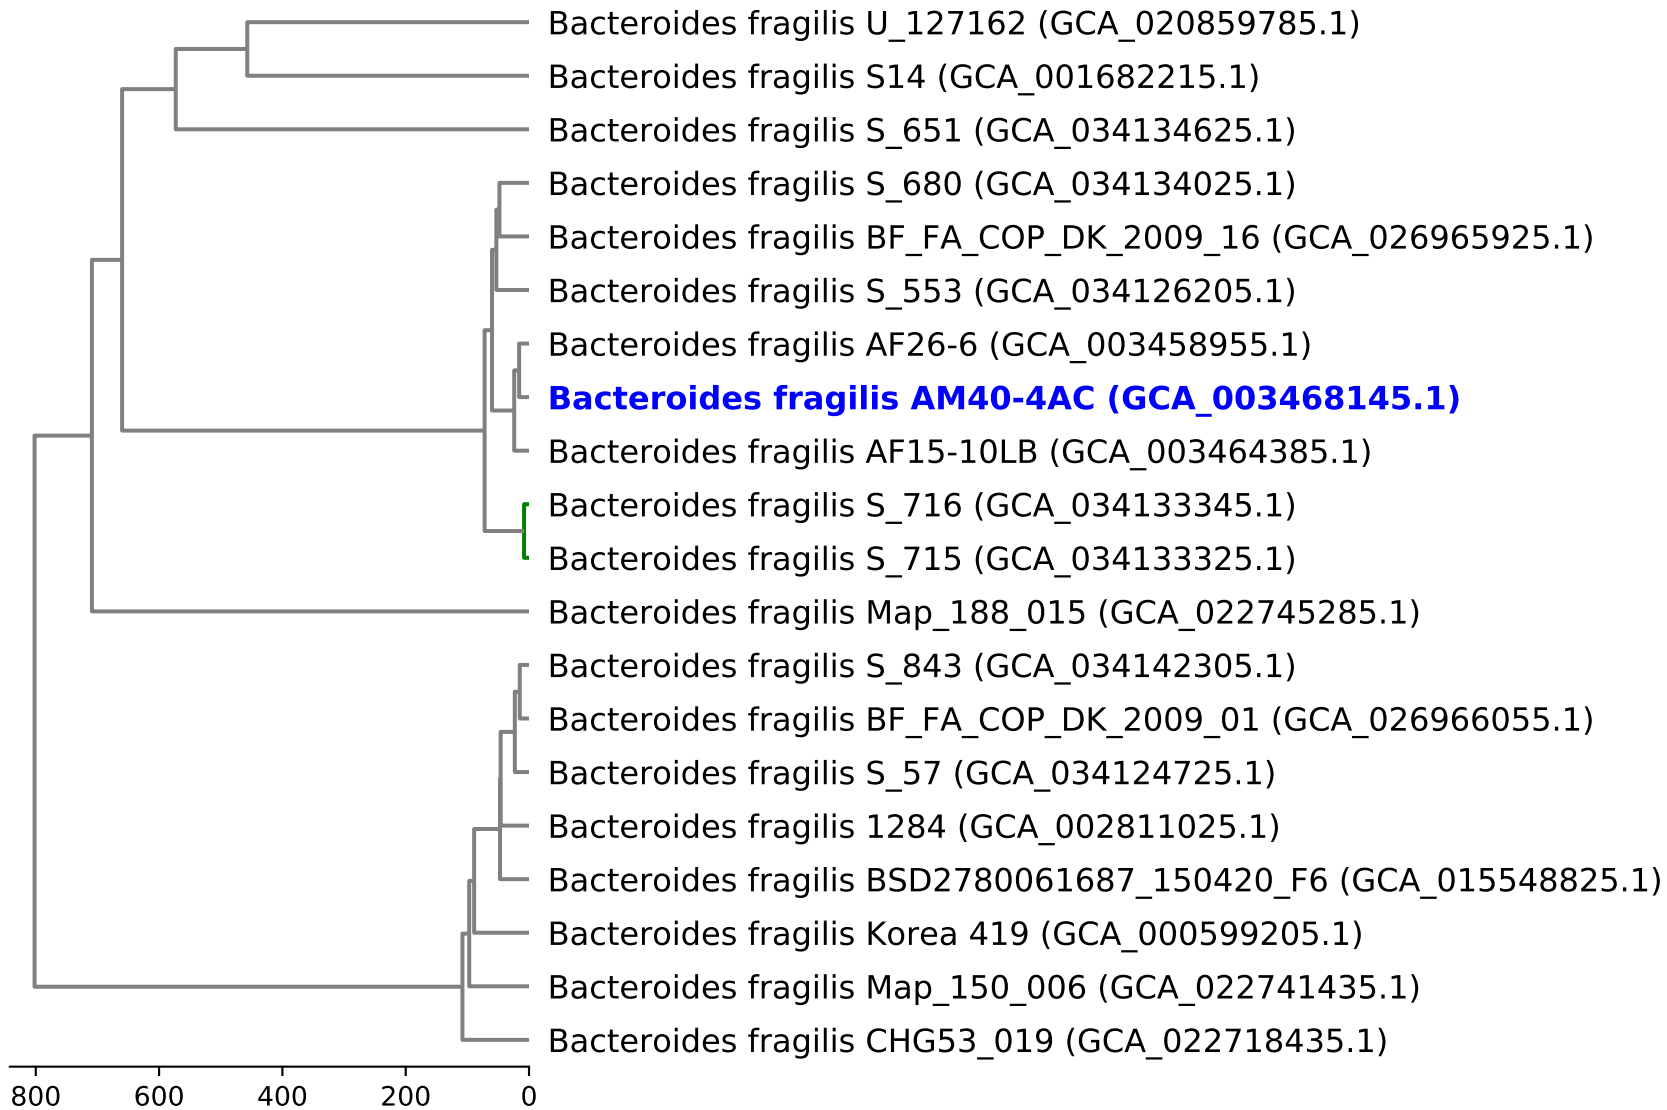 Bacteroides fragilis U_127162 (GCA_020859785.1)
Bacteroides fragilis S14 (GCA_001682215.1)
Bacteroides fragilis S_651 (GCA_034134625.1)
Bacteroides fragilis S_680 (GCA_034134025.1)
Bacteroides fragilis BF_FA_COP_DK_2009_16 (GCA_026965925.1)
Bacteroides fragilis S_553 (GCA_034126205.1)
Bacteroides fragilis AF26-6 (GCA_003458955.1)
Bacteroides fragilis AM40-4AC (GCA_003468145.1)
Bacteroides fragilis AF15-10LB (GCA_003464385.1)
Bacteroides fragilis S_716 (GCA_034133345.1)
Bacteroides fragilis S_715 (GCA_034133325.1)
Bacteroides fragilis Map_188_015 (GCA_022745285.1)
Bacteroides fragilis S_843 (GCA_034142305.1)
Bacteroides fragilis BF_FA_COP_DK_2009_01 (GCA_026966055.1)
Bacteroides fragilis S_57 (GCA_034124725.1)
Bacteroides fragilis 1284 (GCA_002811025.1)
Bacteroides fragilis BSD2780061687_150420_F6 (GCA_015548825.1)
Bacteroides fragilis Korea 419 (GCA_000599205.1)
Bacteroides fragilis Map_150_006 (GCA_022741435.1)
Bacteroides fragilis CHG53_019 (GCA_022718435.1)
800 600 400 200 0